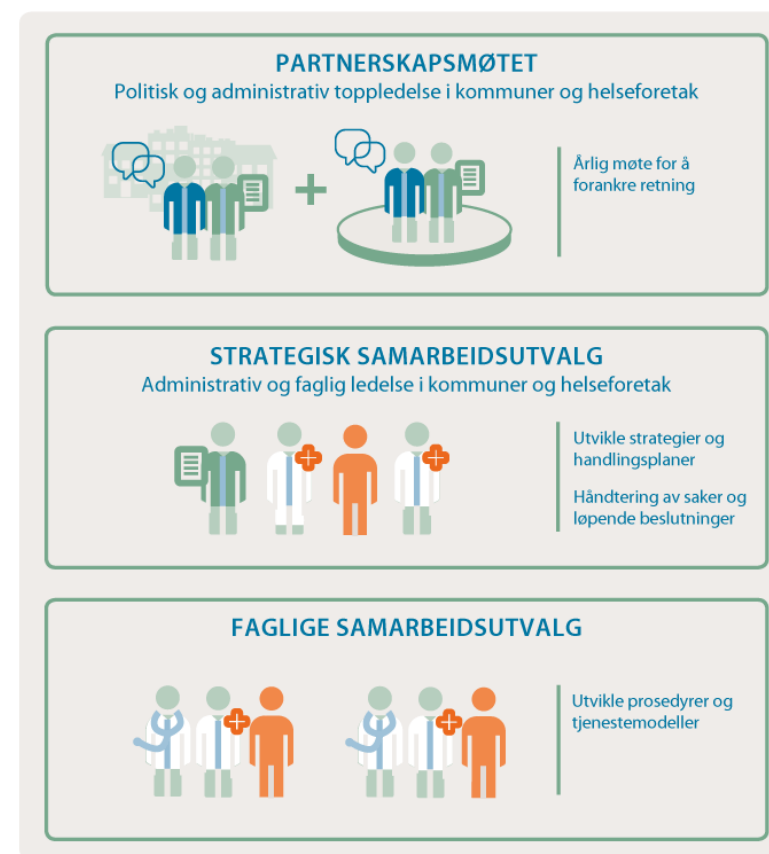 PARTNERSKAPSMØTET
Politisk og administrativ toppledelse i kommuner og helseforetak
Årlig møte for å
forankre retning
STRATEGISK SAMARBEIDSUTVALG
Administrativ og faglig ledelse i kommuner og helseforetak
Utvikle strategier og
handlingsplaner
Håndtering av saker og
løpende beslutninger
FAGLIGE SAMARBEIDSUTVALG
Utvikle prosedyrer og
tjenestemodeller